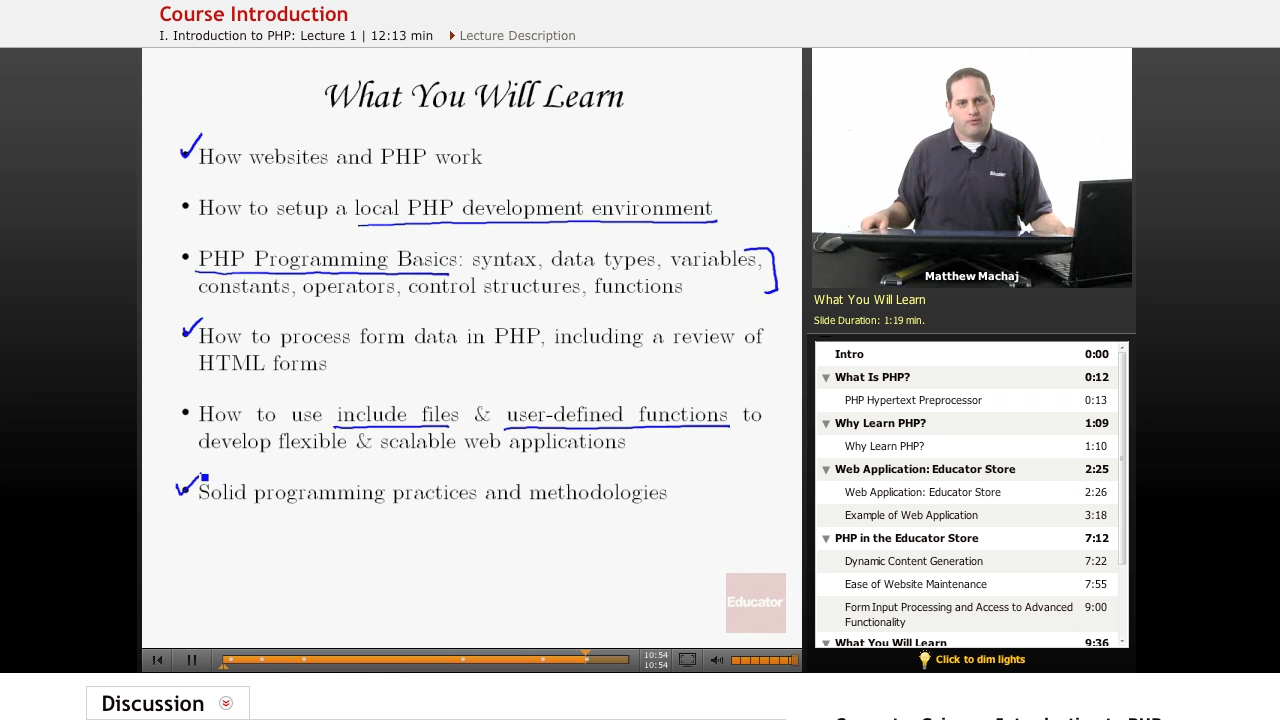 Course Introduction
I. Introduction to PHP: Lecture 1 | 12:13 min Lecture Description
What You Will Learn
How websites and PHP work
• How to setup a local PHP development environment
• PHP Programming Basics: syntax, data types, variables,
constants, operators, control structures, functions
How to process form data in PHP, including a review of
HTML forms
• How to use include files & user-defined functions to
develop flexible & scalable web applications
Solid programming practices and methodologies
Educator
10:54
10:54
Matthew Machaj
What You Will Learn
Slide Duration: 1:19 min.
Intro 0:00
What Is PHP? 0:12
PHP Hypertext Preprocessor 0:13
Why Learn PHP? 1:09
Why Learn PHP? 1:10
Web Application: Educator Store 2:25
Web Application: Educator Store 2:26
Example of Web Application 3:18
PHP in the Educator Store 7:12
Dynamic Content Generation 7:22
Ease of Website Maintenance 7:55
Form Input Processing and Access to Advanced 9:00
Functionality
What You Will Learn 9:36
Click to dim lights
Discussion